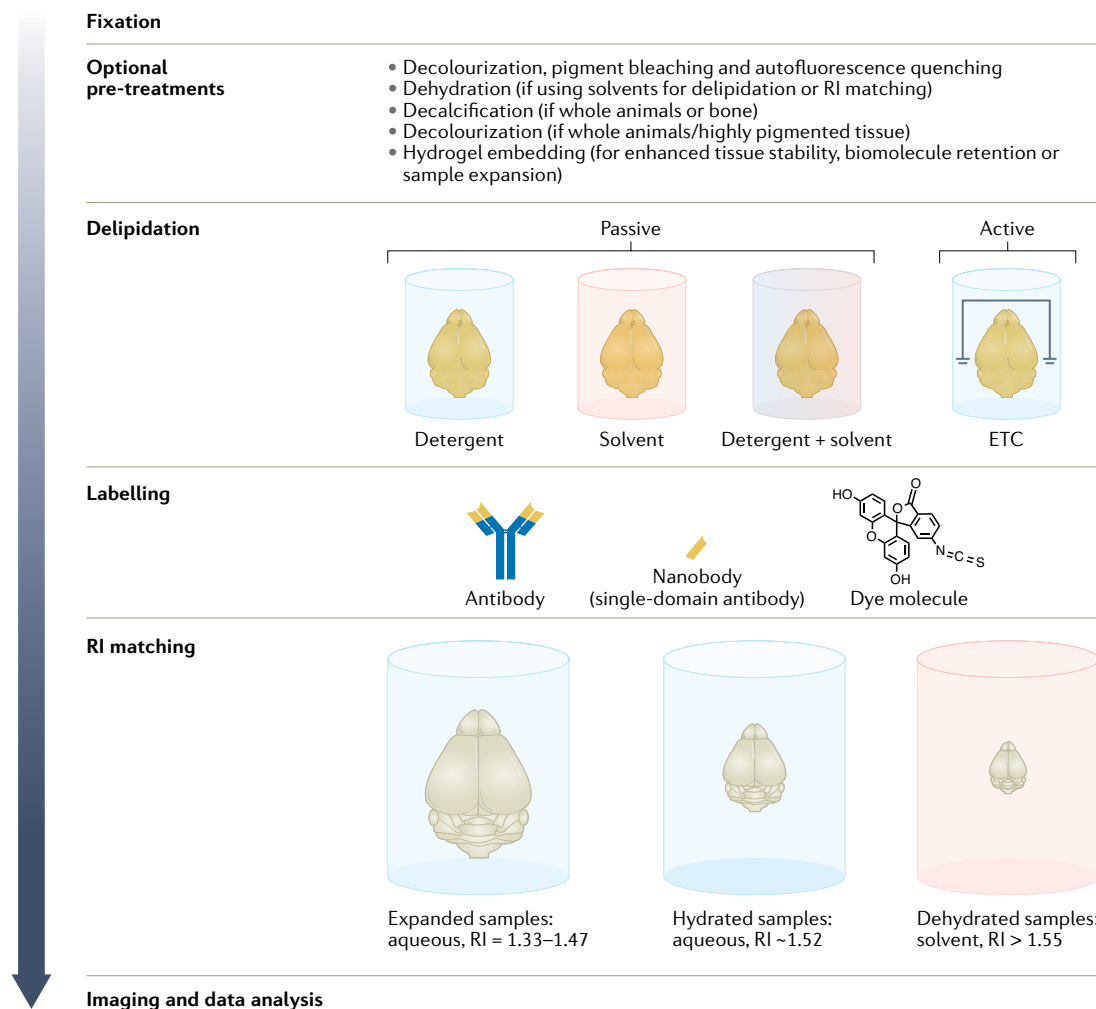 Fixation
Optional
pre-treatments
• Decolourization, pigment bleaching and autofluorescence quenching
• Dehydration (if using solvents for delipidation or RI matching)
• Decalcification (if whole animals or bone)
• Decolourization (if whole animals/highly pigmented tissue)
• Hydrogel embedding (for enhanced tissue stability, biomolecule retention or
sample expansion)
Delipidation
Passive
Active
Detergent
Solvent
Detergent + solvent
ETC
Labelling
HO
O
O
O
N=C=S
OH
Antibody
Nanobody
(single-domain antibody)
Dye molecule
RI matching
Expanded samples:
aqueous, RI = 1.33–1.47
Hydrated samples:
aqueous, RI ~1.52
Dehydrated samples:
solvent, RI > 1.55
Imaging and data analysis